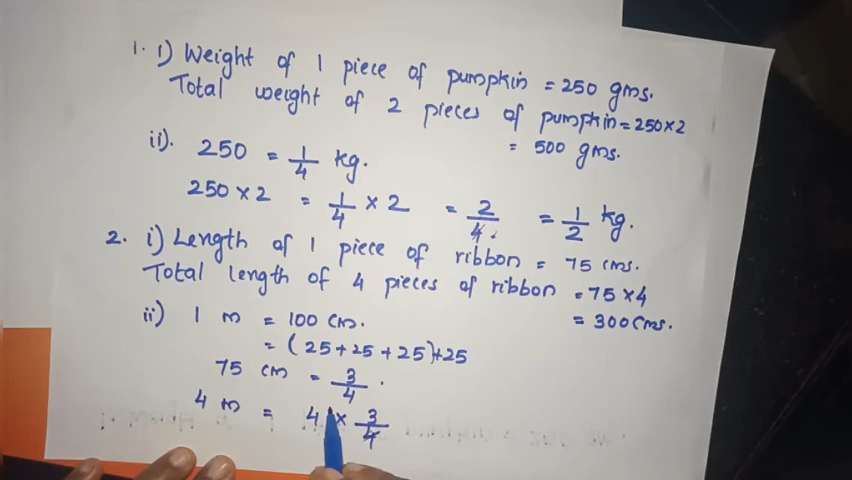 1. i) Weight of 1 piece of pumpkin = 250 gms.
Total weight of 2 pieces of pumpkin = 250 x 2
= 500 gms.
ii). 250 = 1/4 kg.
250 x 2 = 1/4 x 2 = 2/4 = 1/2 kg.
2. i) Length of 1 piece of ribbon = 75 cms.
Total length of 4 pieces of ribbon = 75 x 4
= 300 cms.
ii) 1 m = 100 cm.
= (25+25+25)+25
75 cm = 3/4.
4 m = 4 x 3/4